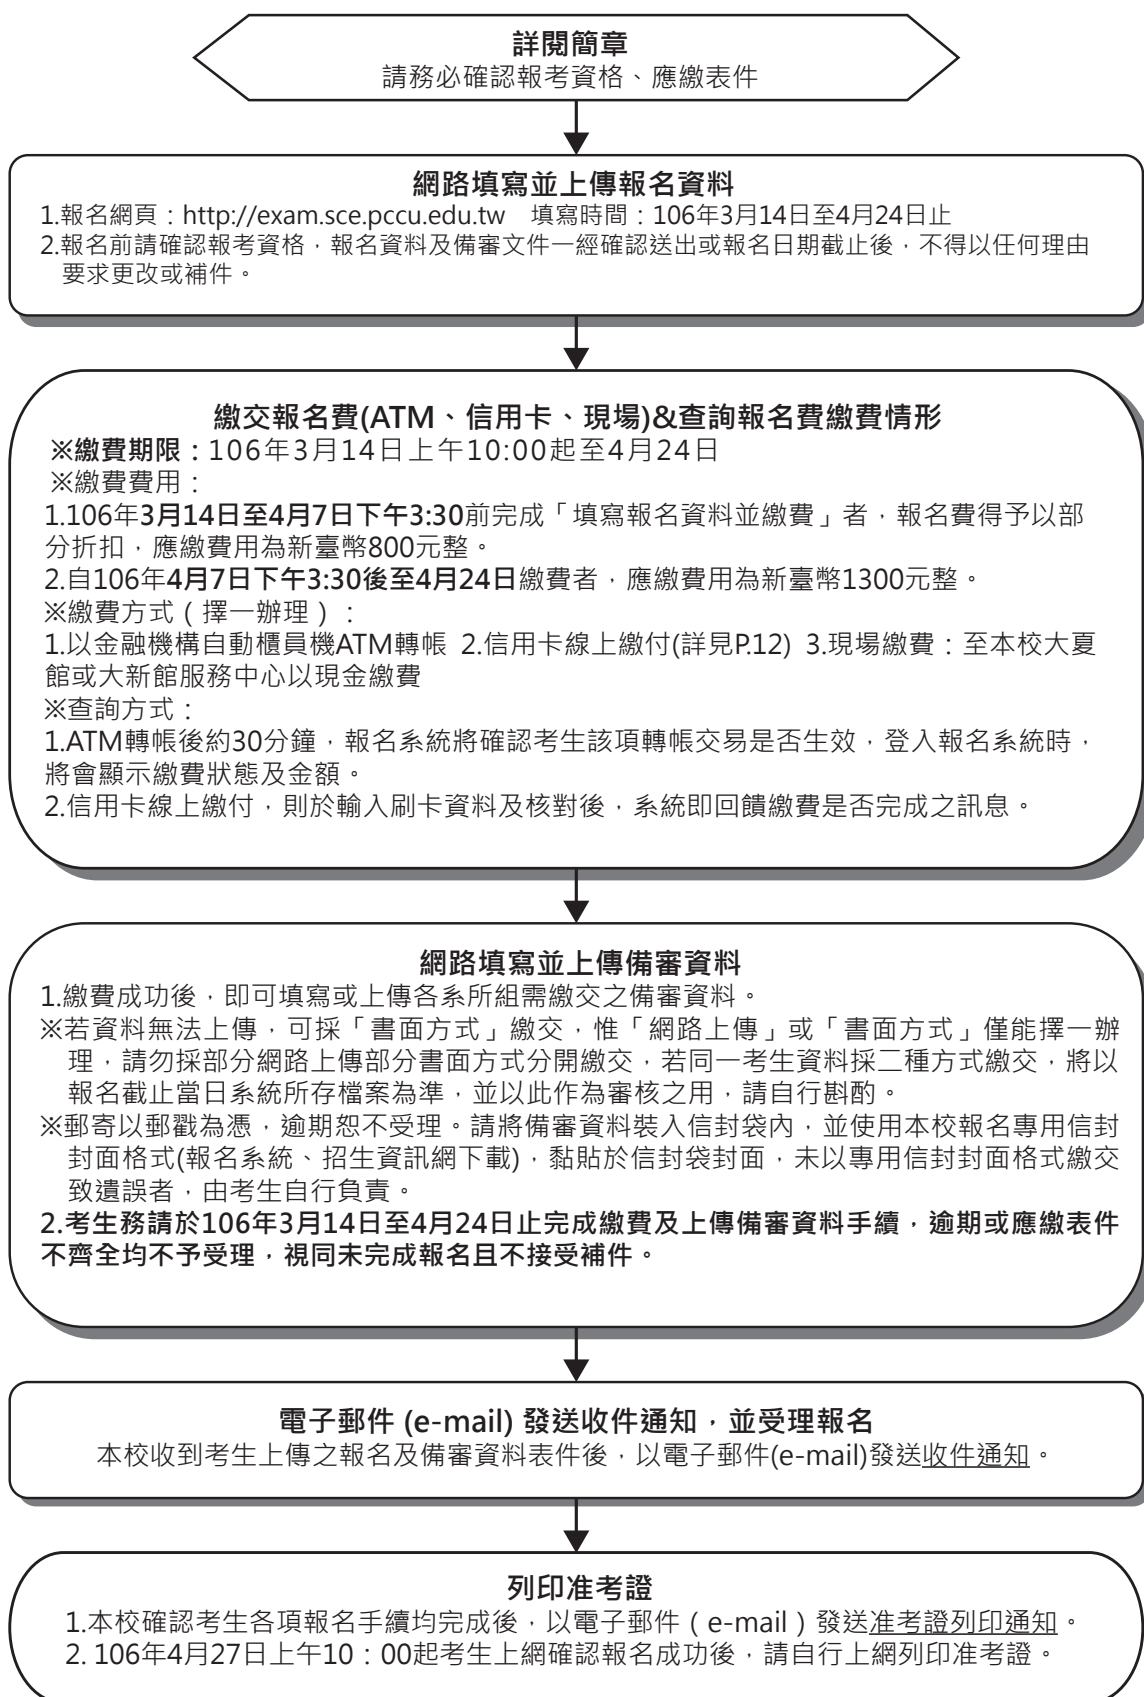 詳閱簡章
請務必確認報考資格、應繳表件
網路填寫並上傳報名資料
1.報名網頁：http://exam.sce.pccu.edu.tw　填寫時間：106年3月14日至4月24日止
2.報名前請確認報考資格，報名資料及備審文件一經確認送出或報名日期截止後，不得以任何理由
要求更改或補件。
繳交報名費(ATM、信用卡、現場)&查詢報名費繳費情形
※繳費期限：106年3月14日上午10:00起至4月24日
※繳費費用：
1.106年3月14日至4月7日下午3:30前完成「填寫報名資料並繳費」者，報名費得予以部
分折扣，應繳費用為新臺幣800元整。
2.自106年4月7日下午3:30後至4月24日繳費者，應繳費用為新臺幣1300元整。
※繳費方式（擇一辦理）：
1.以金融機構自動櫃員機ATM轉帳 2.信用卡線上繳付(詳見P.12) 3.現場繳費：至本校大夏
館或大新館服務中心以現金繳費
※查詢方式：
1.ATM轉帳後約30分鐘，報名系統將確認考生該項轉帳交易是否生效，登入報名系統時，
將會顯示繳費狀態及金額。
2.信用卡線上繳付，則於輸入刷卡資料及核對後，系統即回饋繳費是否完成之訊息。
網路填寫並上傳備審資料
1.繳費成功後，即可填寫或上傳各系所組需繳交之備審資料。
※若資料無法上傳，可採「書面方式」繳交，惟「網路上傳」或「書面方式」僅能擇一辦
理，請勿採部分網路上傳部分書面方式分開繳交，若同一考生資料採二種方式繳交，將以
報名截止當日系統所存檔案為準，並以此作為審核之用，請自行斟酌。
※郵寄以郵戳為憑，逾期恕不受理。請將備審資料裝入信封袋內，並使用本校報名專用信封
封面格式(報名系統、招生資訊網下載)，黏貼於信封袋封面，未以專用信封封面格式繳交
致遺誤者，由考生自行負責。
2.考生務請於106年3月14日至4月24日止完成繳費及上傳備審資料手續，逾期或應繳表件
不齊全均不予受理，視同未完成報名且不接受補件。
電子郵件 (e-mail) 發送收件通知，並受理報名
本校收到考生上傳之報名及備審資料表件後，以電子郵件(e-mail)發送收件通知。
列印准考證
1.本校確認考生各項報名手續均完成後，以電子郵件（e-mail）發送准考證列印通知。
2. 106年4月27日上午10：00起考生上網確認報名成功後，請自行上網列印准考證。